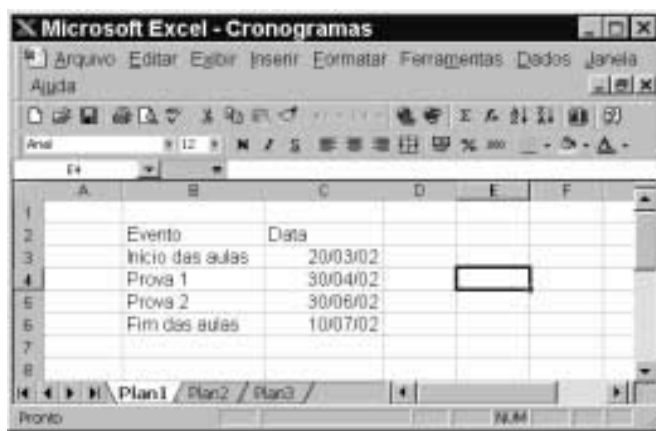 Microsoft Excel - Cronogramas
Arquivo Editar Exibir Inserir Formatar Ferramentas Dados Janela
Ajuda
Arial 12 N I S % 000
E4 =
A B C D E F
1
2 Evento Data
3 Início das aulas 20/03/02
4 Prova 1 30/04/02
5 Prova 2 30/06/02
6 Fim das aulas 10/07/02
7
8
Plan1 Plan2 Plan3
Pronto NUM